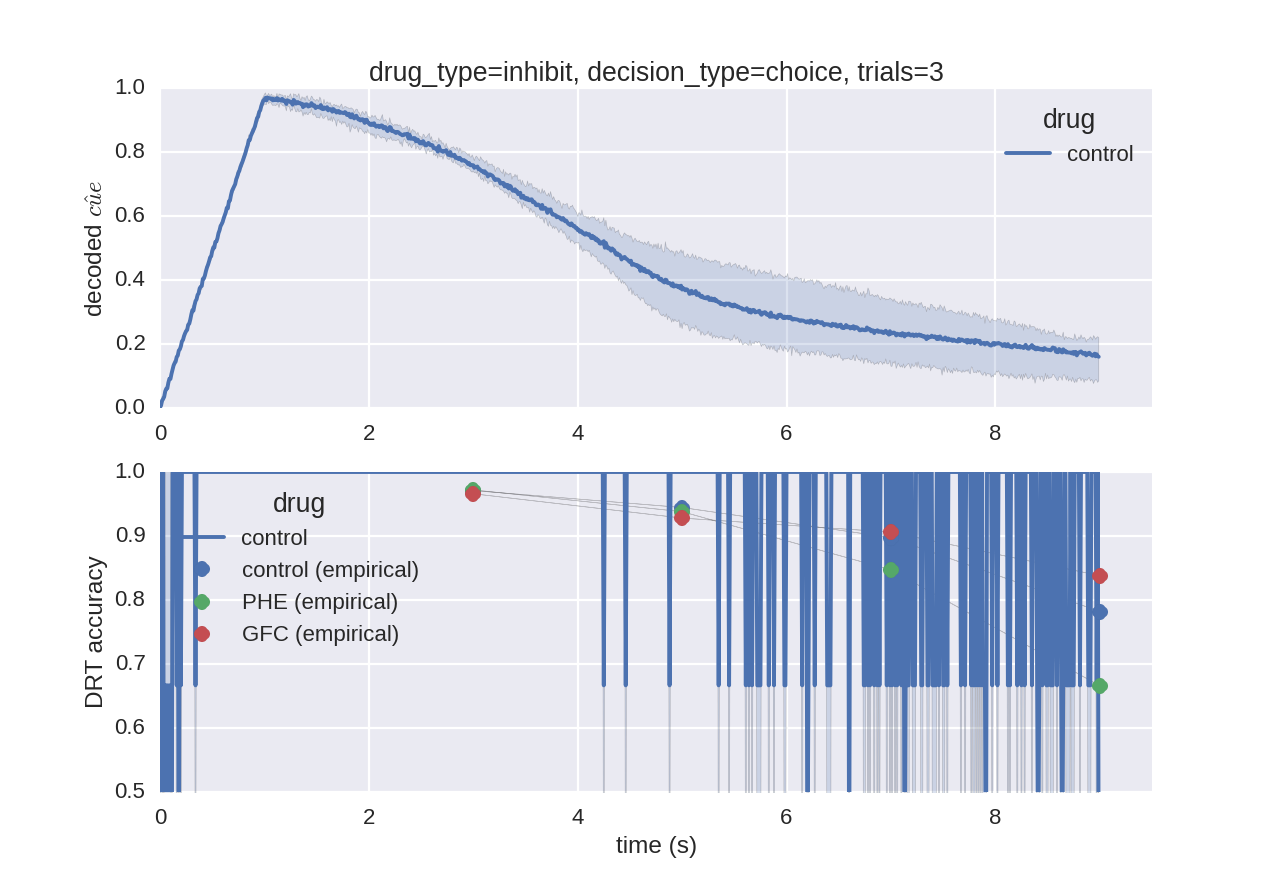 drug_type=inhibit, decision_type=choice, trials=3
decoded cûe
1.0
0.8
0.6
0.4
0.2
0.0
0 2 4 6 8
drug
control
DRT accuracy
1.0
0.9
0.8
0.7
0.6
0.5
drug
control
control (empirical)
PHE (empirical)
GFC (empirical)
0 2 4 6 8
time (s)